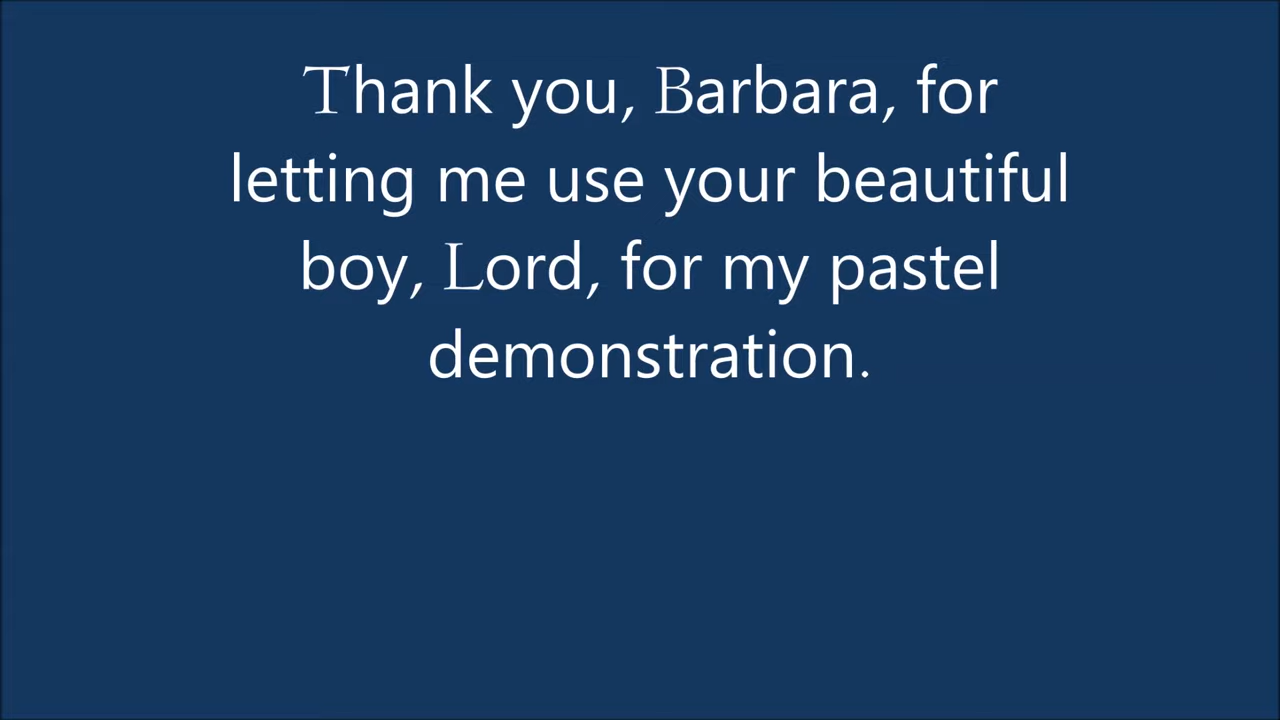 Thank you, Barbara, for
letting me use your beautiful
boy, Lord, for my pastel
demonstration.